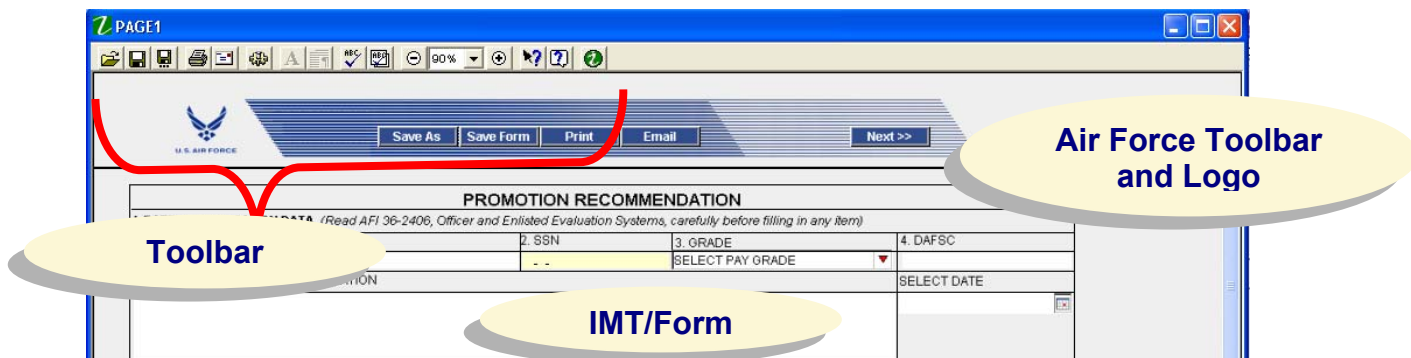 PAGE1
A
ABC
90%
U.S. AIR FORCE
Save As
Save Form
Print
Email
Next >>
Air Force Toolbar
and Logo
PROMOTION RECOMMENDATION
DATA (Read AFI 36-2406, Officer and Enlisted Evaluation Systems, carefully before filling in any item)
Toolbar
2. SSN
3. GRADE
4. DAFSC
- -
SELECT PAY GRADE
SELECT DATE
IMT/Form